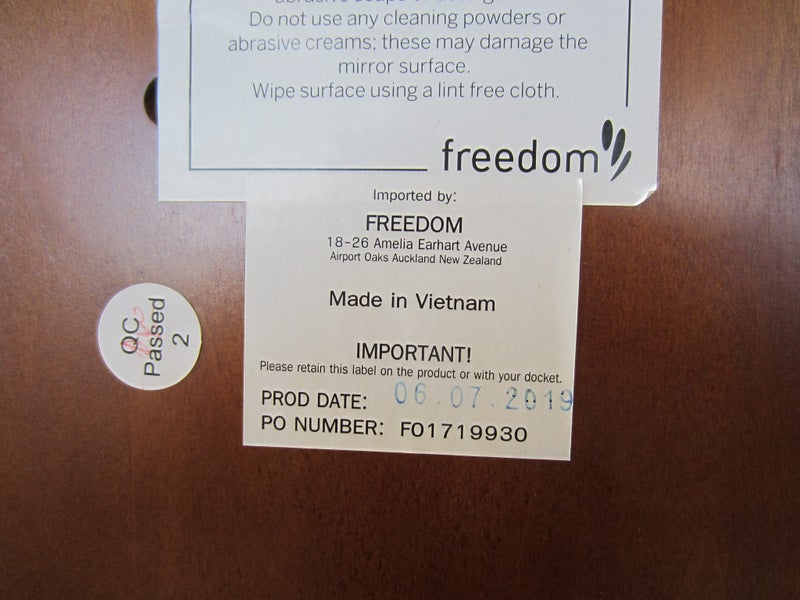 Do not use any cleaning powders or
abrasive creams; these may damage the
mirror surface.
Wipe surface using a lint free cloth.
freedom
Imported by:
FREEDOM
18-26 Amelia Earhart Avenue
Airport Oaks Auckland New Zealand
Made in Vietnam
IMPORTANT!
Please retain this label on the product or with your docket.
PROD DATE: 06.07.2019
PO NUMBER: F01719930
QC
Passed
2